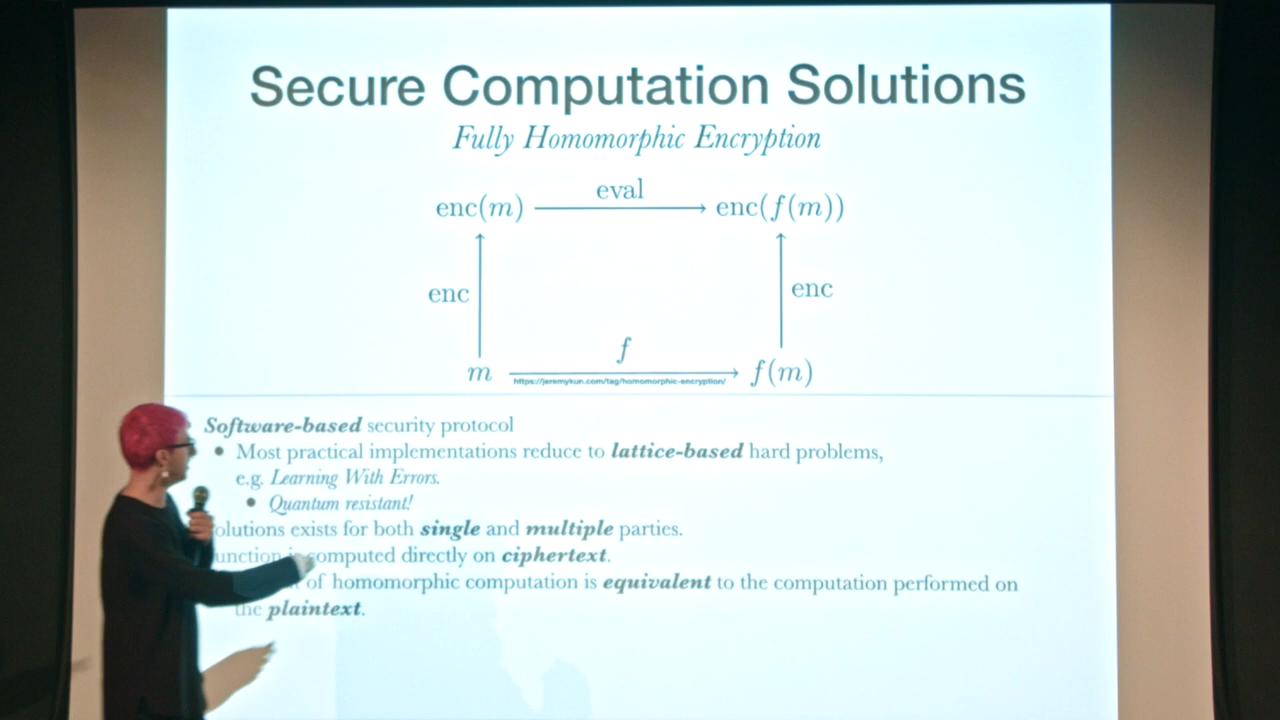 Secure Computation Solutions
Fully Homomorphic Encryption
enc(m) eval enc(f(m))
enc enc
f
m f(m)
https://jeremykun.com/tag/homomorphic-encryption/
Software-based security protocol
• Most practical implementations reduce to lattice-based hard problems,
e.g. Learning With Errors.
• Quantum resistant!
olutions exists for both single and multiple parties.
unction is computed directly on ciphertext.
of homomorphic computation is equivalent to the computation performed on
the plaintext.